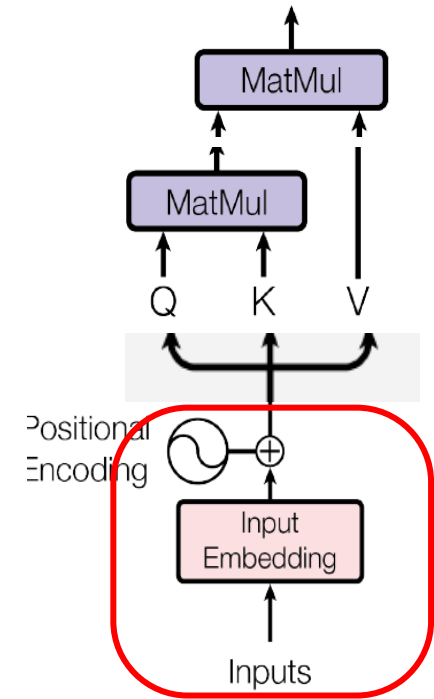 MatMul
MatMul
Q K V
Positional
Encoding
Input
Embedding
Inputs